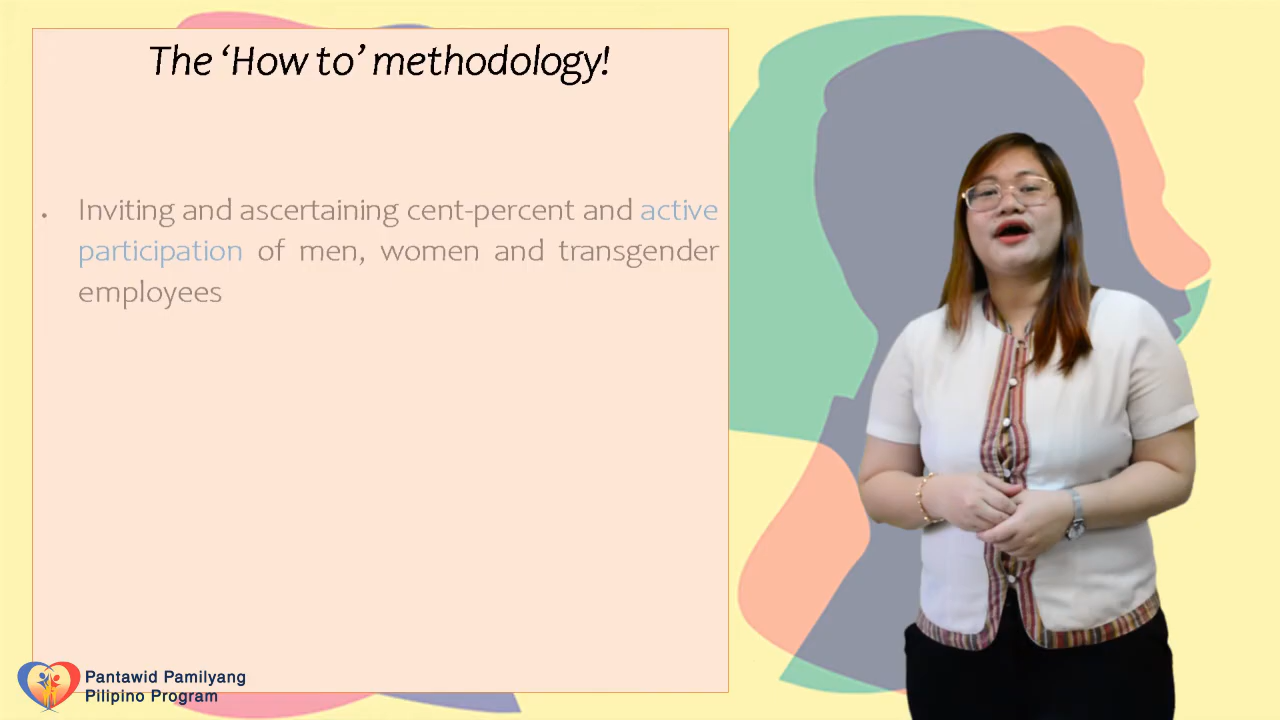 The ‘How to’ methodology!
• Inviting and ascertaining cent-percent and active
participation of men, women and transgender
employees
Pantawid Pamilyang
Pilipino Program